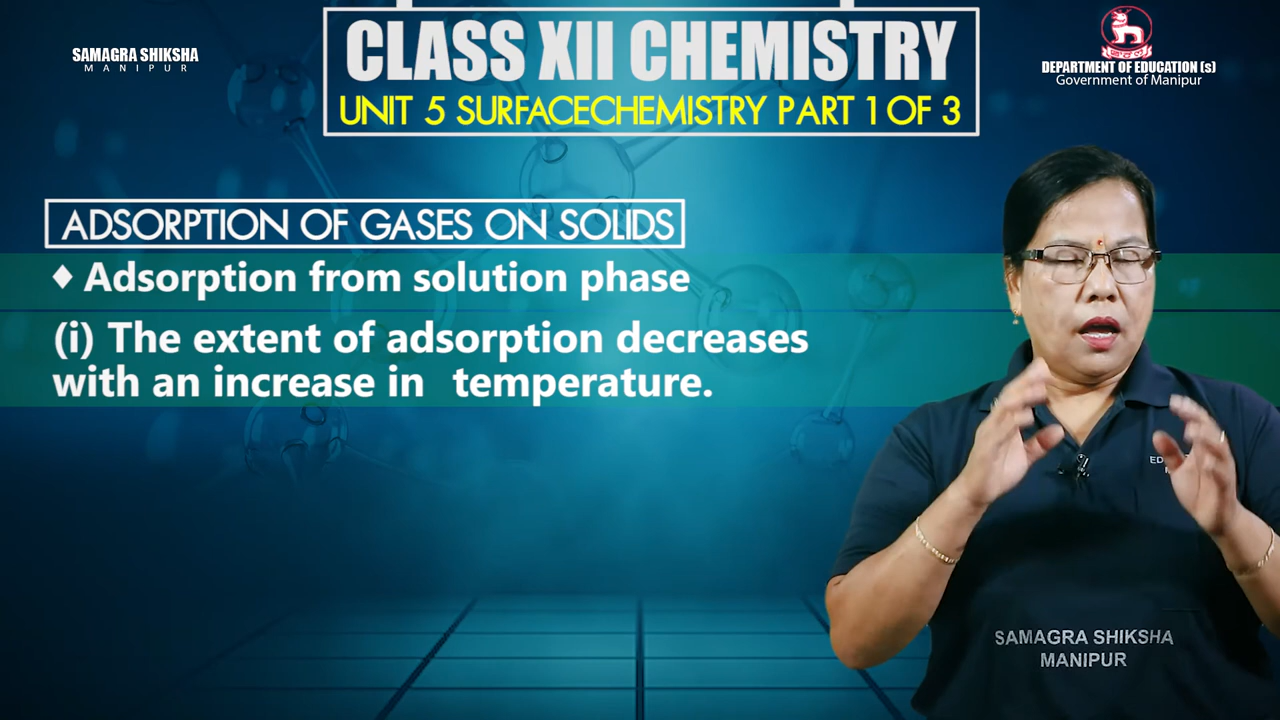 SAMAGRA SHIKSHA
MANIPUR
CLASS XII CHEMISTRY
UNIT 5 SURFACECHEMISTRY PART 1 OF 3
DEPARTMENT OF EDUCATION (s)
Government of Manipur
ADSORPTION OF GASES ON SOLIDS
♦ Adsorption from solution phase
(i) The extent of adsorption decreases
with an increase in temperature.
SAMAGRA SHIKSHA
MANIPUR